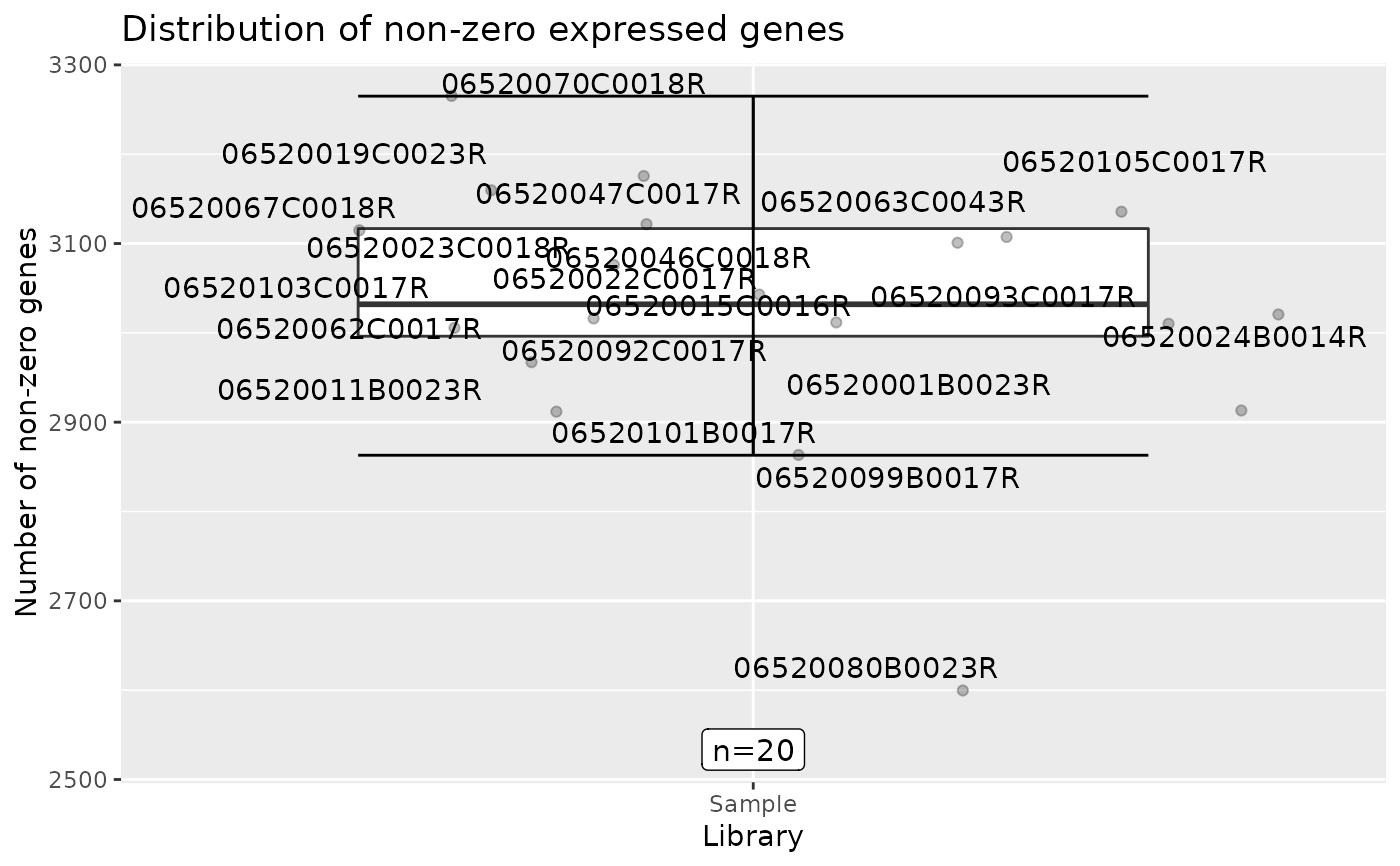 Distribution of non-zero expressed genes
Number of non-zero genes
3300
3100
2900
2700
2500
06520070C0018R
06520019C0023R
06520105C0017R
06520047C0017R
06520063C0043R
06520067C0018R
06520023C0018R
06520046C0018R
06520022C0017R
06520103C0017R
06520093C0017R
06520015C0016R
06520062C0017R
06520024B0014R
06520092C0017R
06520001B0023R
06520011B0023R
06520101B0017R
06520099B0017R
06520080B0023R
n=20
Sample
Library